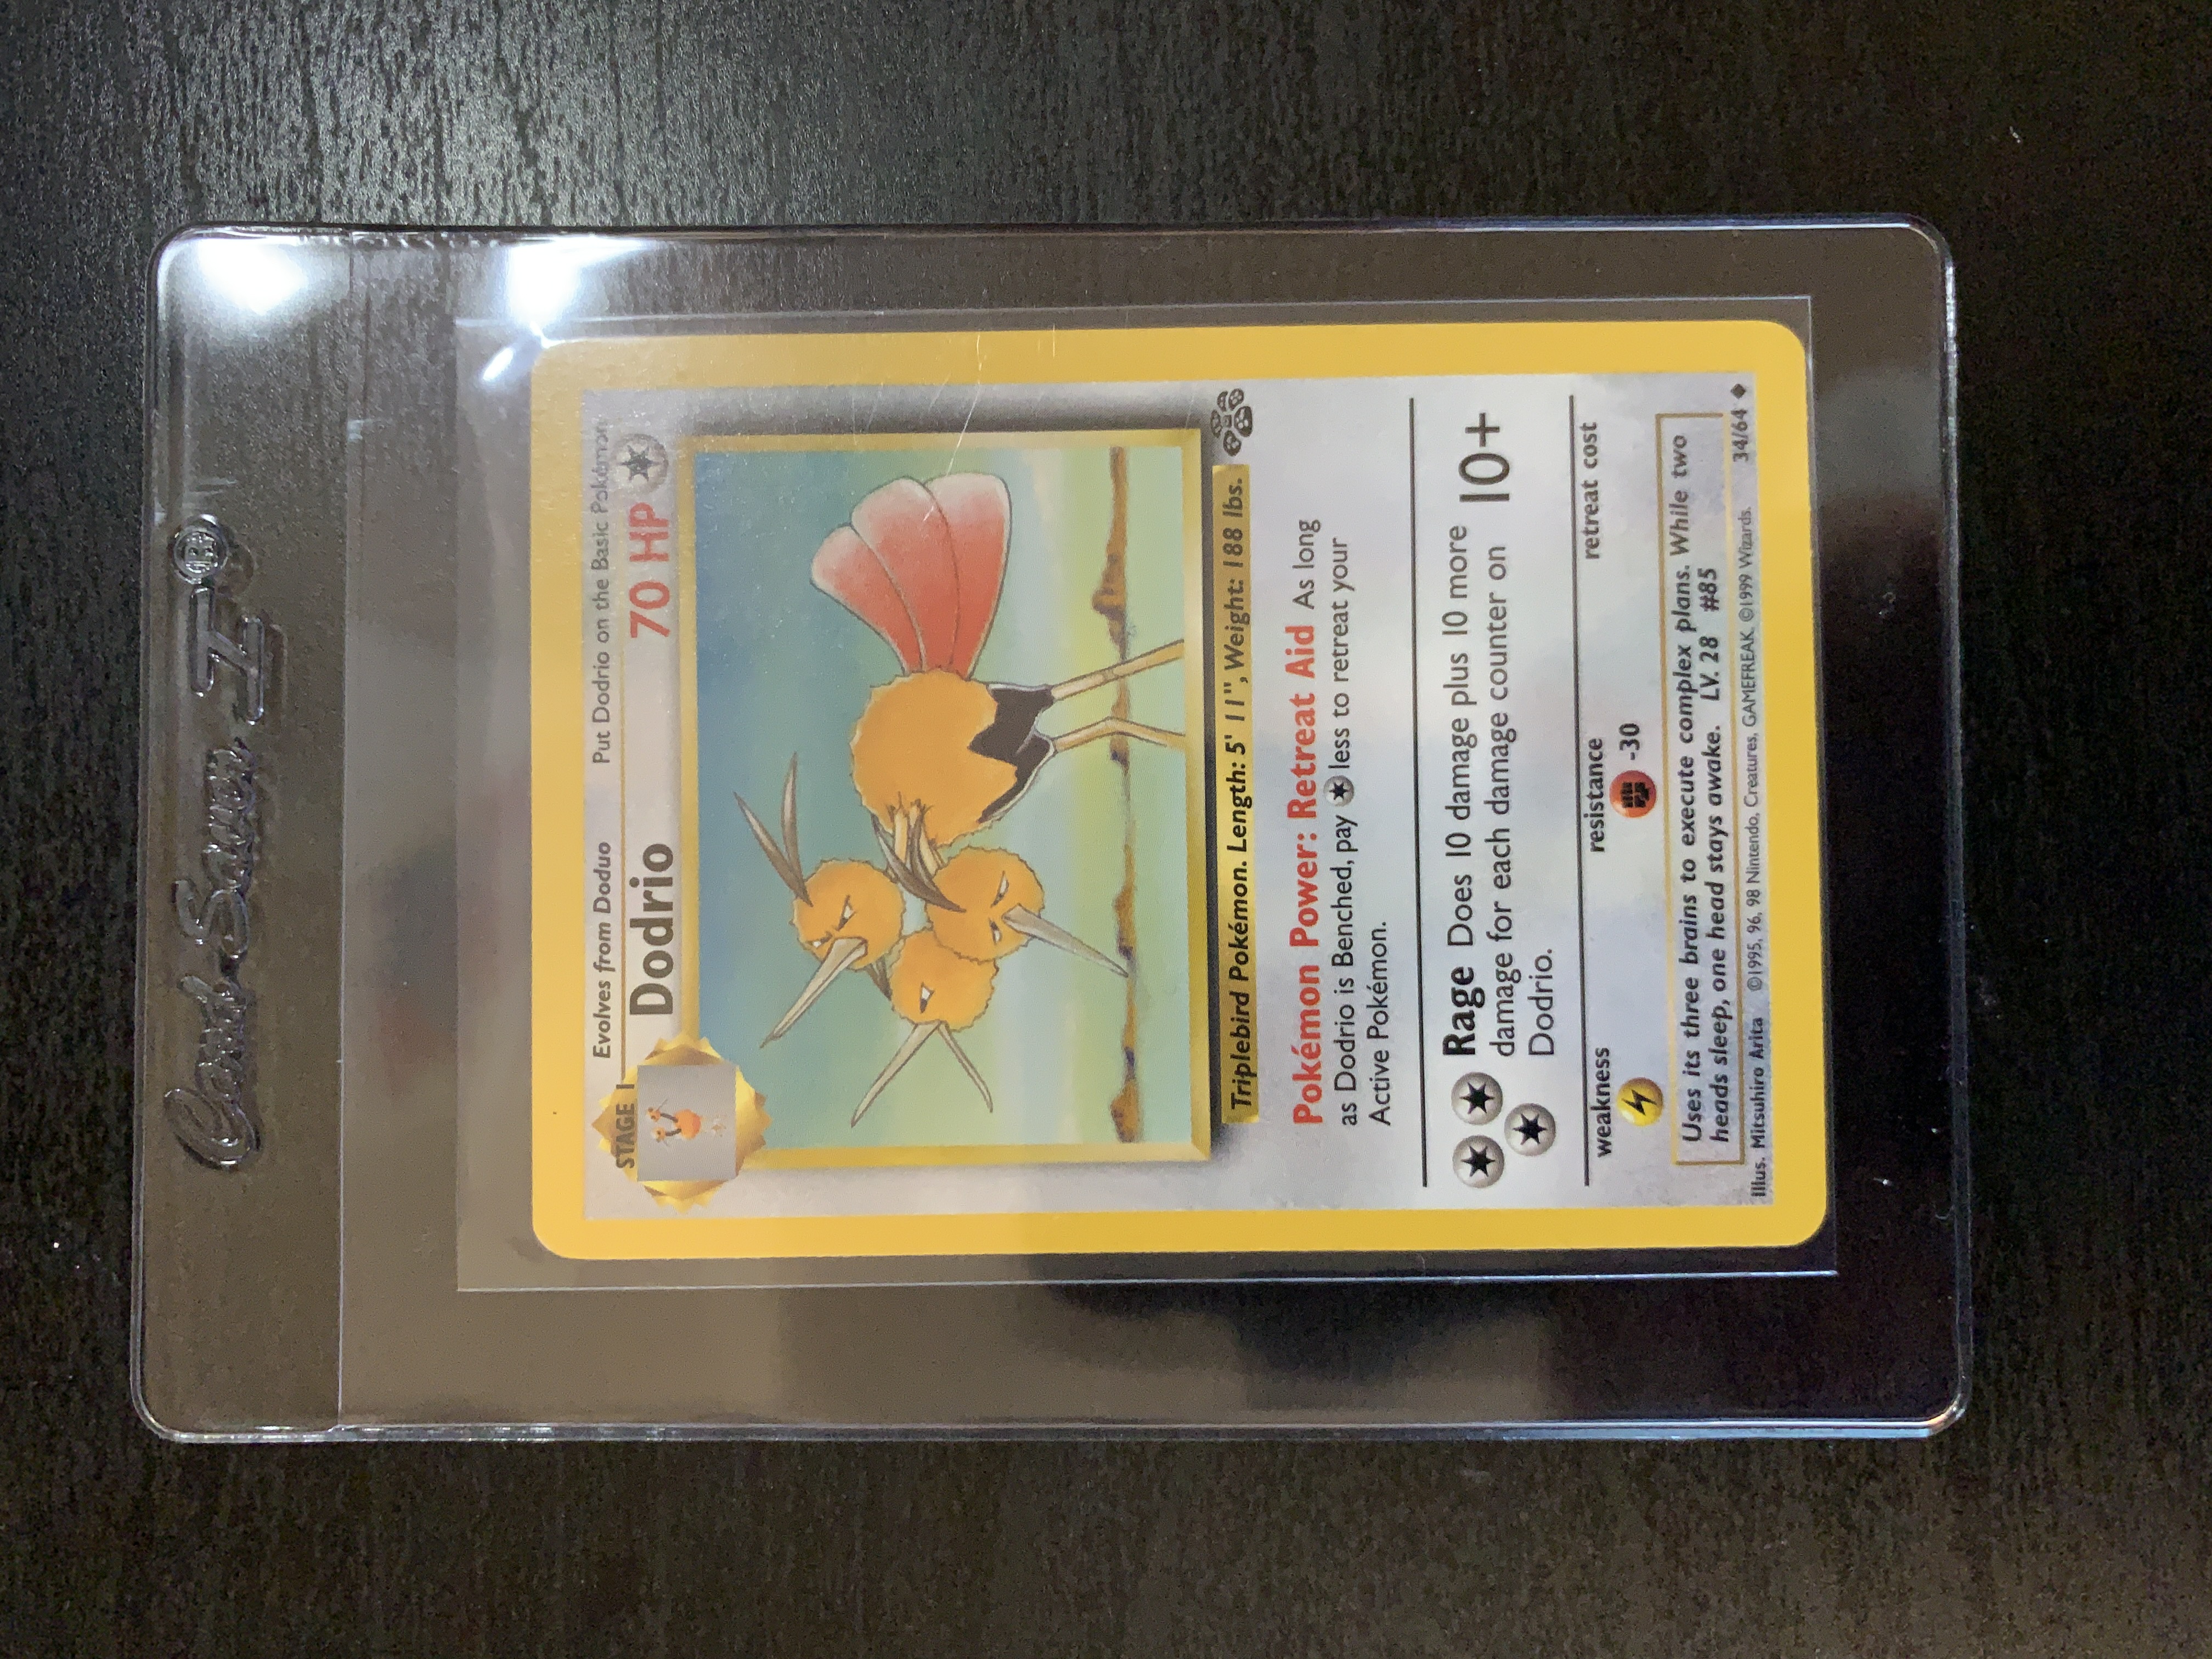 Card Saver I®
Evolves from Doduo Put Dodrio on the Basic Pokémon
STAGE 1
Dodrio 70 HP
Triplebird Pokémon. Length: 5' 11", Weight: 188 lbs.
Pokémon Power: Retreat Aid As long
as Dodrio is Benched, pay less to retreat your
Active Pokémon.
Rage Does 10 damage plus 10 more
damage for each damage counter on
Dodrio.
10+
weakness resistance retreat cost
-30
Uses its three brains to execute complex plans. While two
heads sleep, one head stays awake. LV. 28 #85
Illus. Mitsuhiro Arita ©1995, 96, 98 Nintendo, Creatures, GAMEFREAK. ©1999 Wizards. 34/64